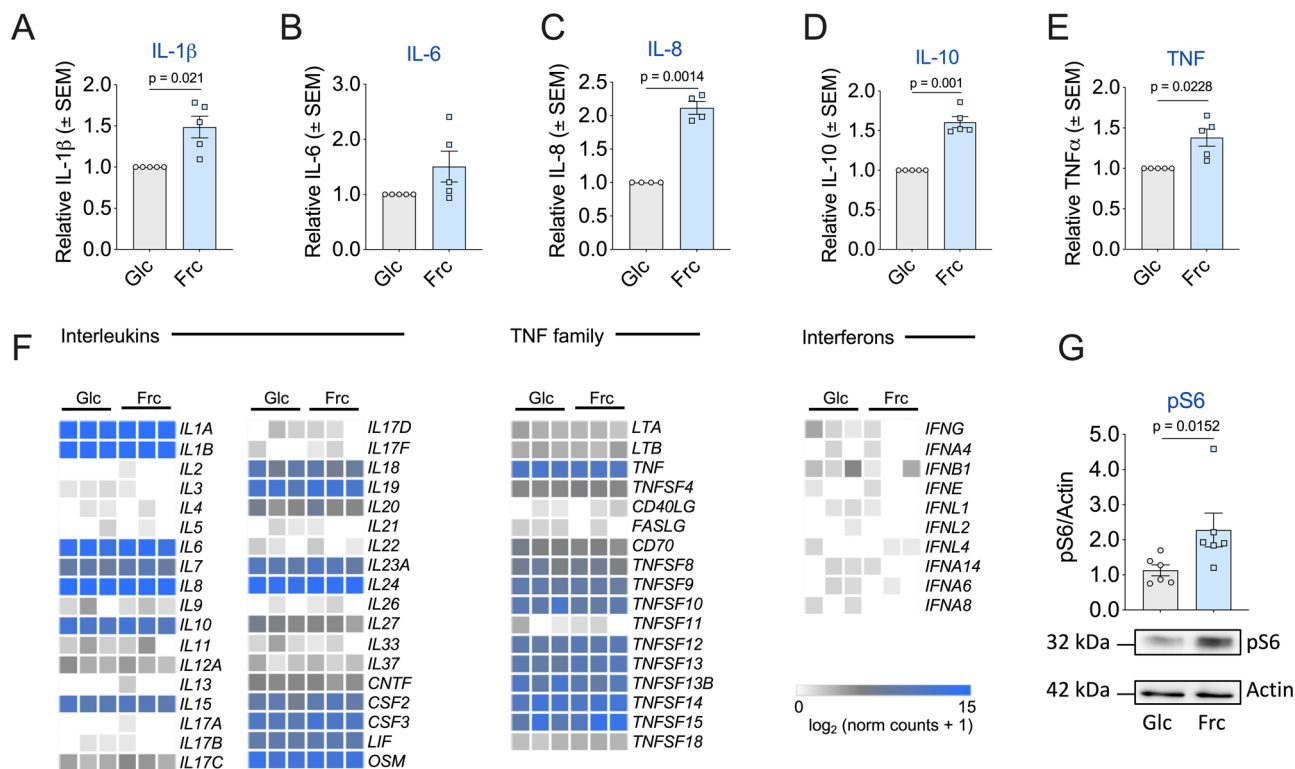 A
IL-1β
Relative IL-1β (± SEM)
p = 0.021
2.0
1.5
1.0
0.5
0.0
Glc
Frc
B
IL-6
Relative IL-6 (± SEM)
3.0
2.0
1.0
0.0
Glc
Frc
C
IL-8
Relative IL-8 (± SEM)
p = 0.0014
2.5
2.0
1.5
1.0
0.5
0.0
Glc
Frc
D
IL-10
Relative IL-10 (± SEM)
p = 0.001
2.0
1.5
1.0
0.5
0.0
Glc
Frc
E
TNF
Relative TNFα (± SEM)
p = 0.0228
2.0
1.5
1.0
0.5
0.0
Glc
Frc
F
Interleukins
Glc Frc
IL1A
IL1B
IL2
IL3
IL4
IL5
IL6
IL7
IL8
IL9
IL10
IL11
IL12A
IL13
IL15
IL17A
IL17B
IL17C
Glc Frc
IL17D
IL17F
IL18
IL19
IL20
IL21
IL22
IL23A
IL24
IL26
IL27
IL33
IL37
CNTF
CSF2
CSF3
LIF
OSM
TNF family
Glc Frc
LTA
LTB
TNF
TNFSF4
CD40LG
FASLG
CD70
TNFSF8
TNFSF9
TNFSF10
TNFSF11
TNFSF12
TNFSF13
TNFSF13B
TNFSF14
TNFSF15
TNFSF18
Interferons
Glc Frc
IFNG
IFNA4
IFNB1
IFNE
IFNL1
IFNL2
IFNL4
IFNA14
IFNA6
IFNA8
0 15
log₂ (norm counts + 1)
G
pS6
pS6/Actin
p = 0.0152
5.0
4.0
3.0
2.0
1.0
0.0
32 kDa pS6
42 kDa Actin
Glc Frc